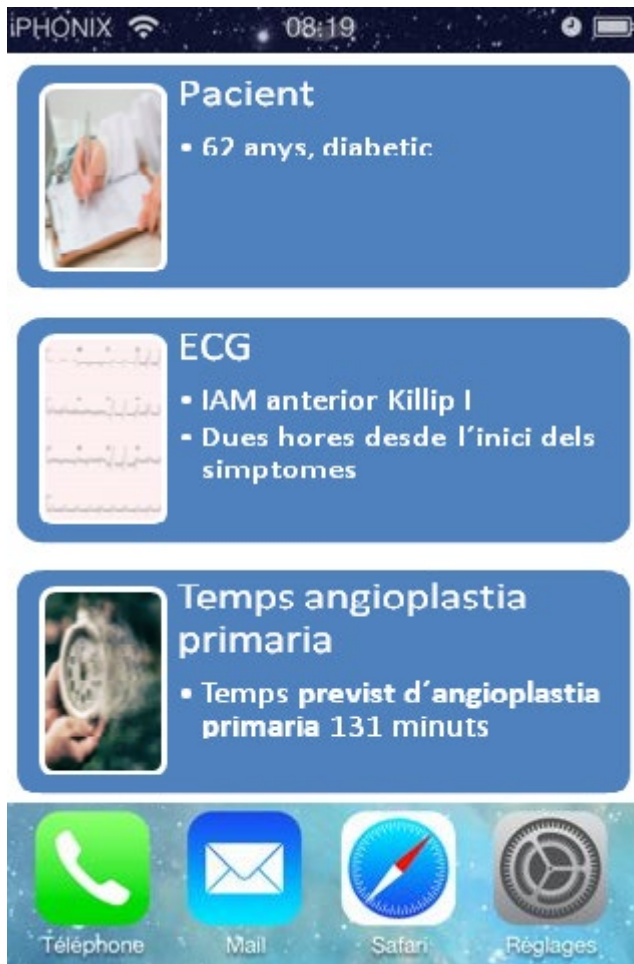 iPHONIX 08:19
Pacient
• 62 anys, diabetic
ECG
• IAM anterior Killip I
• Dues hores desde l´inici dels
simptomes
Temps angioplastia
primaria
• Temps previst d´angioplastia
primaria 131 minuts
Téléphone Mail Safari Réglages